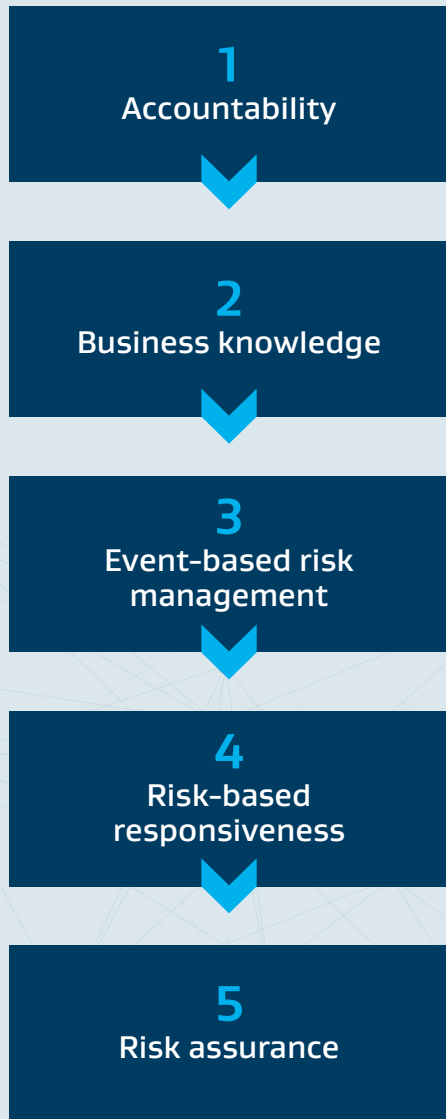 1
Accountability
2
Business knowledge
3
Event-based risk
management
4
Risk-based
responsiveness
5
Risk assurance